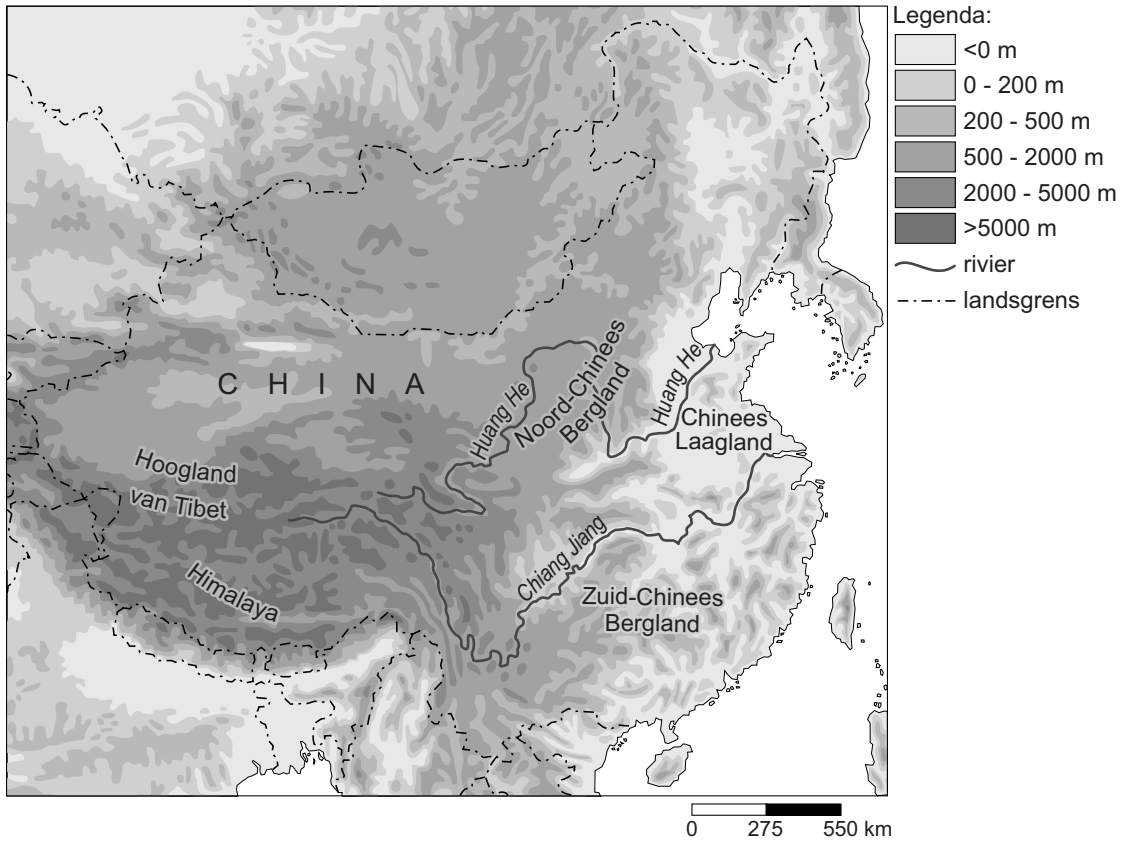 Legenda:
<0 m
0 - 200 m
200 - 500 m
500 - 2000 m
2000 - 5000 m
>5000 m
rivier
landsgrens
C H I N A
Huang He
Noord-Chinees
Bergland
Huang He
Chinees
Laagland
Hoogland
van Tibet
Himalaya
Chiang Jiang
Zuid-Chinees
Bergland
0 275 550 km